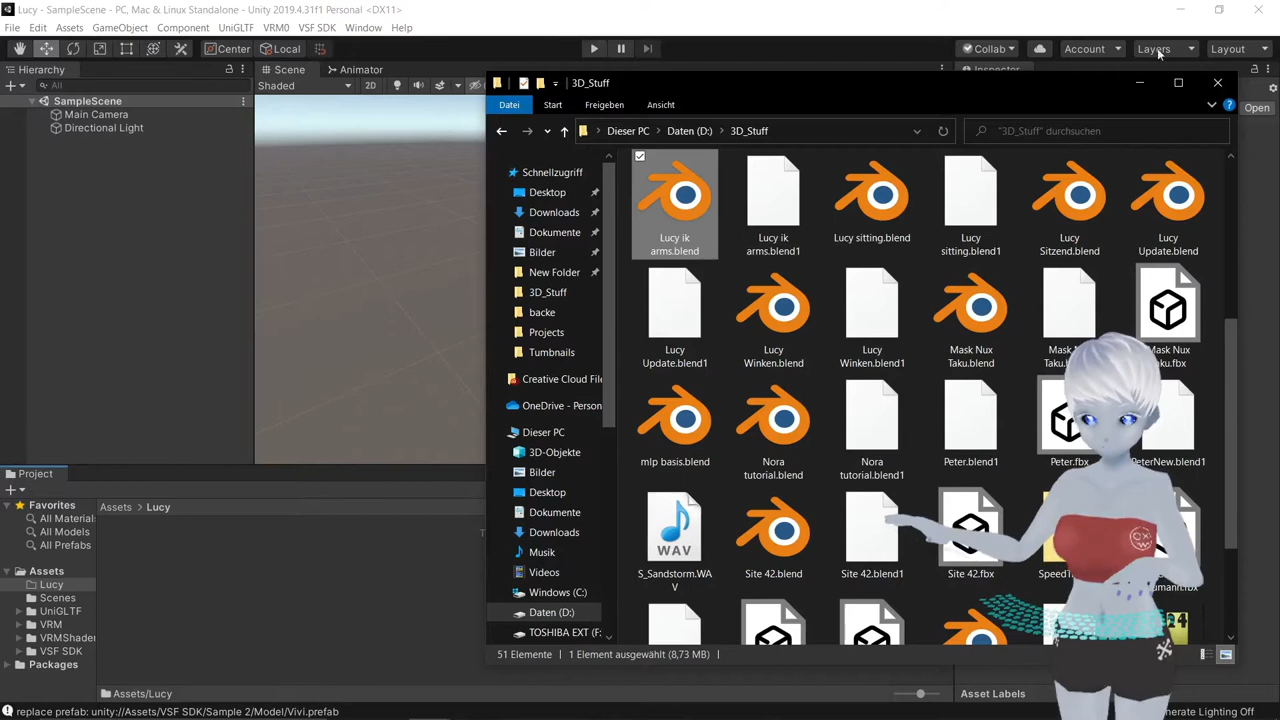 Lucy - SampleScene - PC, Mac & Linux Standalone - Unity 2019.4.31f1 Personal <DX11>
File Edit Assets GameObject Component UniGLTF VRM0 VSF SDK Window Help
Center Local Collab Account Layers Layout
Hierarchy
All
SampleScene
Main Camera
Directional Light
Scene Animator
Shaded 2D
Inspector
Open
3D_Stuff
Datei Start Freigeben Ansicht
Dieser PC > Daten (D:) > 3D_Stuff
"3D_Stuff" durchsuchen
Schnellzugriff
Desktop
Downloads
Dokumente
Bilder
New Folder
3D_Stuff
backe
Projects
Tumbnails
Creative Cloud File
OneDrive - Person
Dieser PC
3D-Objekte
Bilder
Desktop
Dokumente
Downloads
Musik
Videos
Windows (C:)
Daten (D:)
TOSHIBA EXT (F:
Lucy ik arms.blend
Lucy ik arms.blend1
Lucy sitting.blend
Lucy sitting.blend1
Lucy Sitzend.blend
Lucy Update.blend
Lucy Update.blend1
Lucy Winken.blend
Lucy Winken.blend1
Mask Nux Taku.blend
Mask Nux
Mask Nux Taku.fbx
mlp basis.blend
Nora tutorial.blend
Nora tutorial.blend1
Peter.blend1
Peter.fbx
PeterNew.blend1
WAV
S_Sandstorm.WAV
Site 42.blend
Site 42.blend1
Site 42.fbx
51 Elemente 1 Element ausgewählt (8,73 MB)
Project
Favorites
All Materials
All Models
All Prefabs
Assets
Lucy
Scenes
UniGLTF
VRM
VRMShader
VSF SDK
Packages
Assets > Lucy
Assets/Lucy
Asset Labels
replace prefab: unity://Assets/VSF SDK/Sample 2/Model/Vivi.prefab
nerate Lighting Off